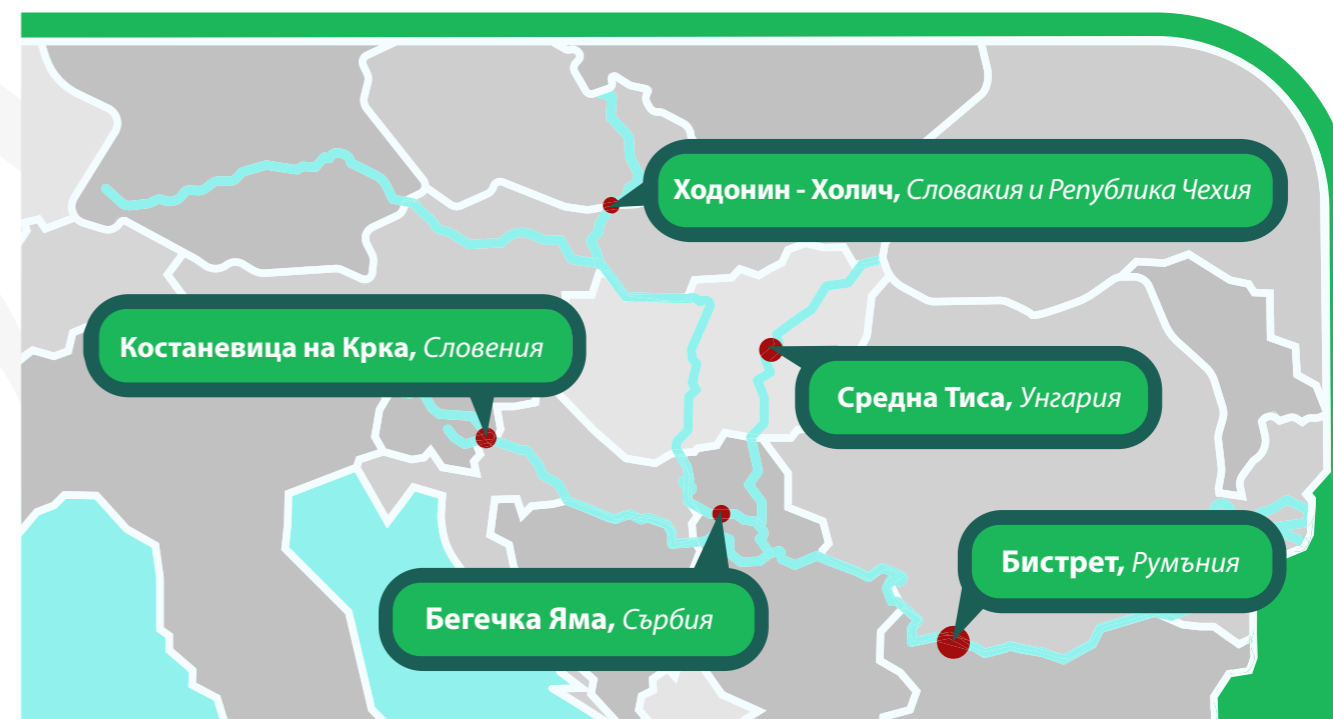 Ходонин - Холич, Словакия и Република Чехия
Костаневица на Крка, Словения
Средна Тиса, Унгария
Бистрет, Румъния
Бегечка Яма, Сърбия